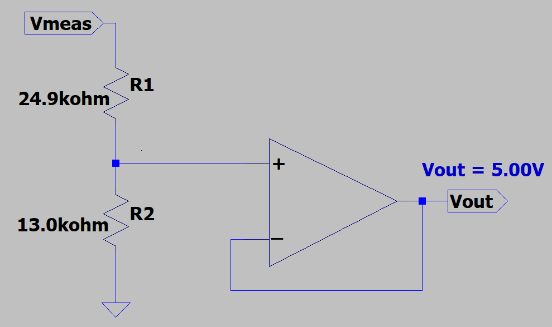 Vmeas
R1
24.9kohm
+
Vout = 5.00V
Vout
R2
13.0kohm
−